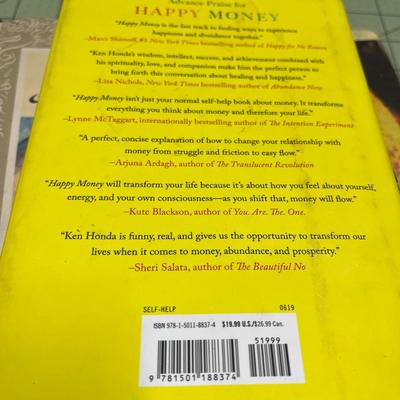 Advance Praise for
HAPPY MONEY
"Happy Money is the fast track to finding ways to experience
happiness and abundance together."
—Marci Shimoff, #1 New York Times bestselling author of Happy for No Reason
"Ken Honda's wisdom, intellect, success, and achievement combined with
his spirituality, love, and companion make him the perfect person to
bring forth this conversation about healing and happiness."
—Lisa Nichols, New York Times bestselling author of Abundance Now
"Happy Money isn't just your normal self-help book about money. It transforms
everything you think about money and therefore your life."
—Lynne McTaggart, internationally bestselling author of The Intention Experiment
"A perfect, concise explanation of how to change your relationship with
money from struggle and friction to easy flow."
—Arjuna Ardagh, author of The Translucent Revolution
"Happy Money will transform your life because it's about how you feel about yourself,
energy, and your own consciousness—as you shift that, money will flow."
—Kute Blackson, author of You. Are. The. One.
"Ken Honda is funny, real, and gives us the opportunity to transform our
lives when it comes to money, abundance, and prosperity."
—Sheri Salata, author of The Beautiful No
SELF-HELP 0619
ISBN 978-1-5011-8837-4 $19.99 U.S./$26.99 Can.
51999
9 781501 188374